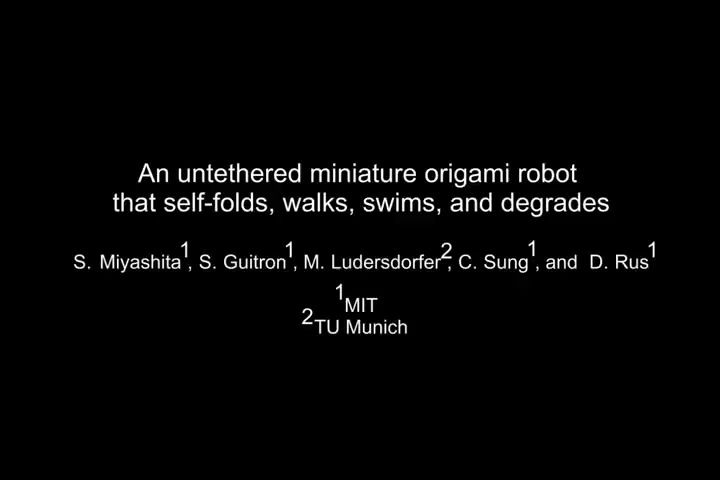 An untethered miniature origami robot
that self-folds, walks, swims, and degrades
S. Miyashita1, S. Guitron1, M. Ludersdorfer2, C. Sung1, and D. Rus1
1MIT
2TU Munich